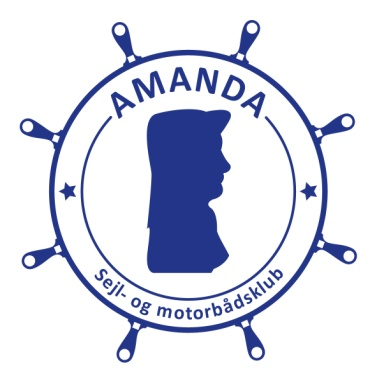 AMANDA
Sejl- og motorbådsklub